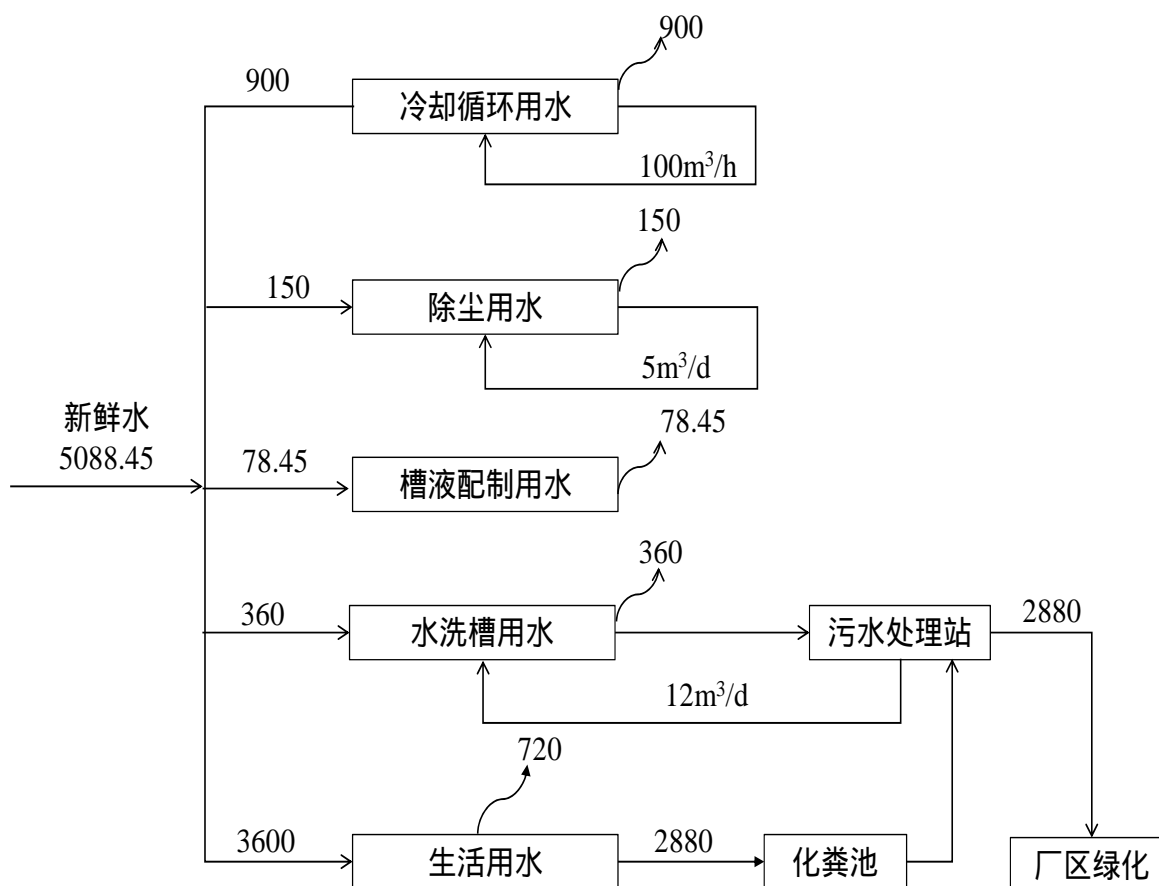 900
900
冷却循环用水
100m³/h
150
150
除尘用水
5m³/d
新鲜水
5088.45
78.45
78.45
槽液配制用水
360
360
水洗槽用水
污水处理站
2880
12m³/d
720
3600
生活用水
2880
化粪池
厂区绿化